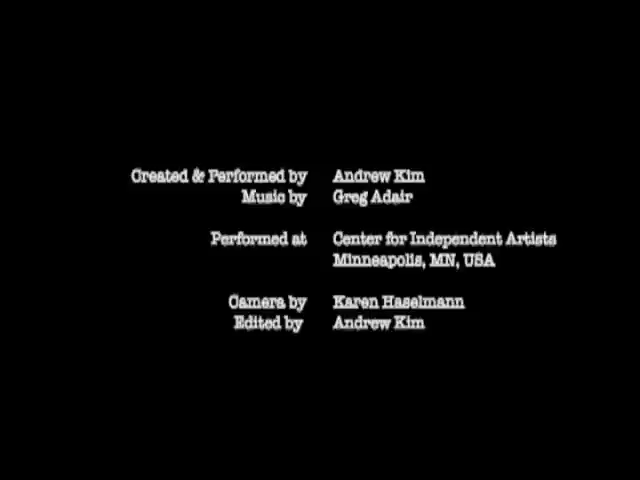 Created & Performed by Andrew Kim
Music by Greg Adair
Performed at Center for Independent Artists
Minneapolis, MN, USA
Camera by Karen Haselmann
Edited by Andrew Kim